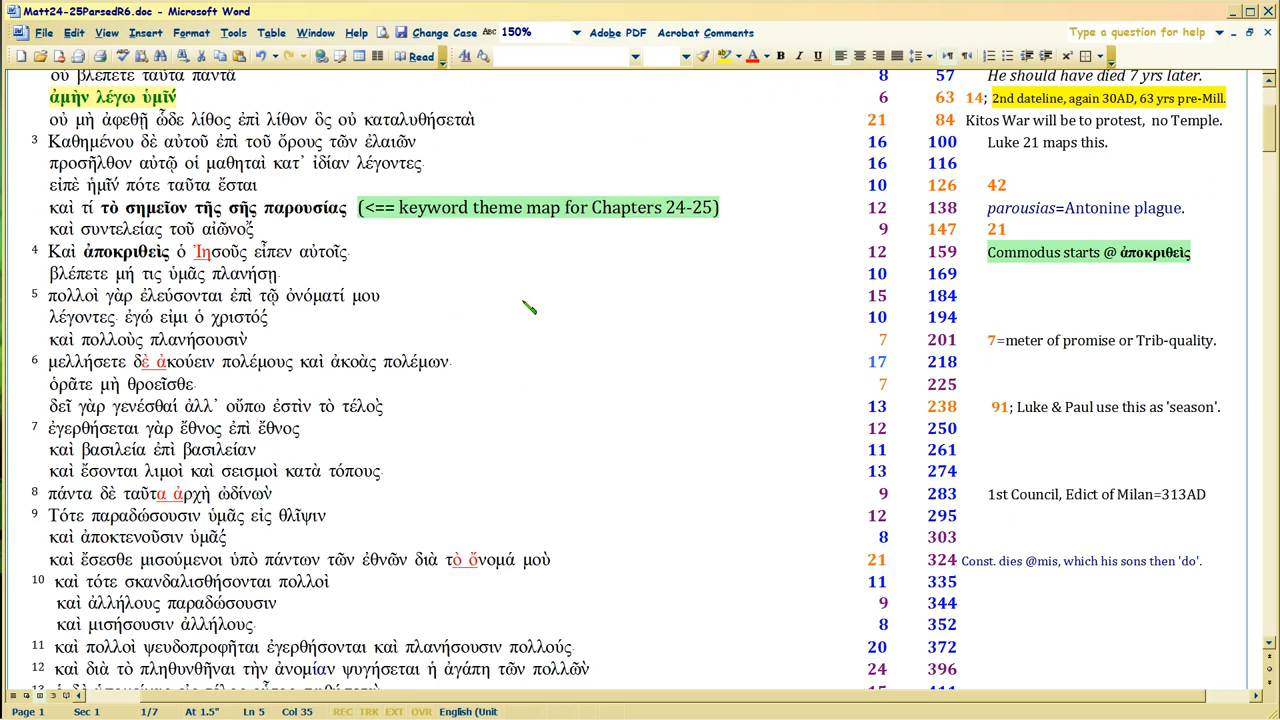 Matt24-25ParsedR6.doc - Microsoft Word
File Edit View Insert Format Tools Table Window Help Change Case 150% Adobe PDF Acrobat Comments Type a question for help
Read
οὐ βλέπετε ταῦτα πάντα 8 57 He should have died 7 yrs later.
ἀμὴν λέγω ὑμῖν́ 6 63 14; 2nd dateline, again 30AD, 63 yrs pre-Mill.
οὐ μὴ ἀφεθῇ ὧδε λίθος ἐπὶ λίθον ὃς οὐ καταλυθήσεταὶ 21 84 Kitos War will be to protest, no Temple.
3 Καθημένου δὲ αὐτοῦ ἐπὶ τοῦ ὄρους τῶν ἐλαιῶν 16 100 Luke 21 maps this.
προσῆλθον αὐτῷ οἱ μαθηταὶ κατ’ ἰδίαν λέγοντες· 16 116
εἰπὲ ἡμῖν́ πότε ταῦτα ἔσται 10 126 42
καὶ τί τὸ σημεῖον τῆς σῆς παρουσίας (<== keyword theme map for Chapters 24-25) 12 138 parousias=Antonine plague.
καὶ συντελείας τοῦ αἰῶνοξ 9 147 21
4 Καὶ ἀποκριθεὶς ὁ Ἰησοῦς εἶπεν αὐτοῖς· 12 159 Commodus starts @ ἀποκριθεὶς
βλέπετε μή τις ὑμᾶς πλανήσῃ· 10 169
5 πολλοὶ γὰρ ἐλεύσονται ἐπὶ τῷ ὀνόματί μου 15 184
λέγοντες· ἐγώ εἰμι ὁ χριστός́ 10 194
καὶ πολλοὺς πλανήσουσιν̀ 7 201 7=meter of promise or Trib-quality.
6 μελλήσετε δὲ ἀκούειν πολέμους καὶ ἀκοὰς πολέμων· 17 218
ὁρᾶτε μὴ θροεῖσθε· 7 225
δεῖ γὰρ γενέσθαί ἀλλ’ οὔπω ἐστὶν τὸ τέλος̀ 13 238 91; Luke & Paul use this as 'season'.
7 ἐγερθήσεται γὰρ ἔθνος ἐπὶ ἔθνος 12 250
καὶ βασιλεία ἐπὶ βασιλείαν 11 261
καὶ ἔσονται λιμοὶ καὶ σεισμοὶ κατὰ τόπους· 13 274
8 πάντα δὲ ταῦτα ἀρχὴ ὠδίνων̀ 9 283 1st Council, Edict of Milan=313AD
9 Τότε παραδώσουσιν ὑμᾶς εἰς θλῖψιν 12 295
καὶ ἀποκτενοῦσιν ὑμᾶς́ 8 303
καὶ ἔσεσθε μισούμενοι ὑπὸ πάντων τῶν ἐθνῶν διὰ τὸ ὄνομά μοὺ 21 324 Const. dies @mis, which his sons then 'do'.
10 καὶ τότε σκανδαλισθήσονται πολλοὶ 11 335
καὶ ἀλλήλους παραδώσουσιν 9 344
καὶ μισήσουσιν ἀλλήλους· 8 352
11 καὶ πολλοὶ ψευδοπροφῆται ἐγερθήσονται καὶ πλανήσουσιν πολλούς· 20 372
12 καὶ διὰ τὸ πληθυνθῆναι τὴν ἀνομίαν ψυγήσεται ἡ ἀγάπη τῶν πολλῶν̀ 24 396
Page 1 Sec 1 1/7 At 1.5" Ln 5 Col 35 REC TRK EXT OVR English (Unit